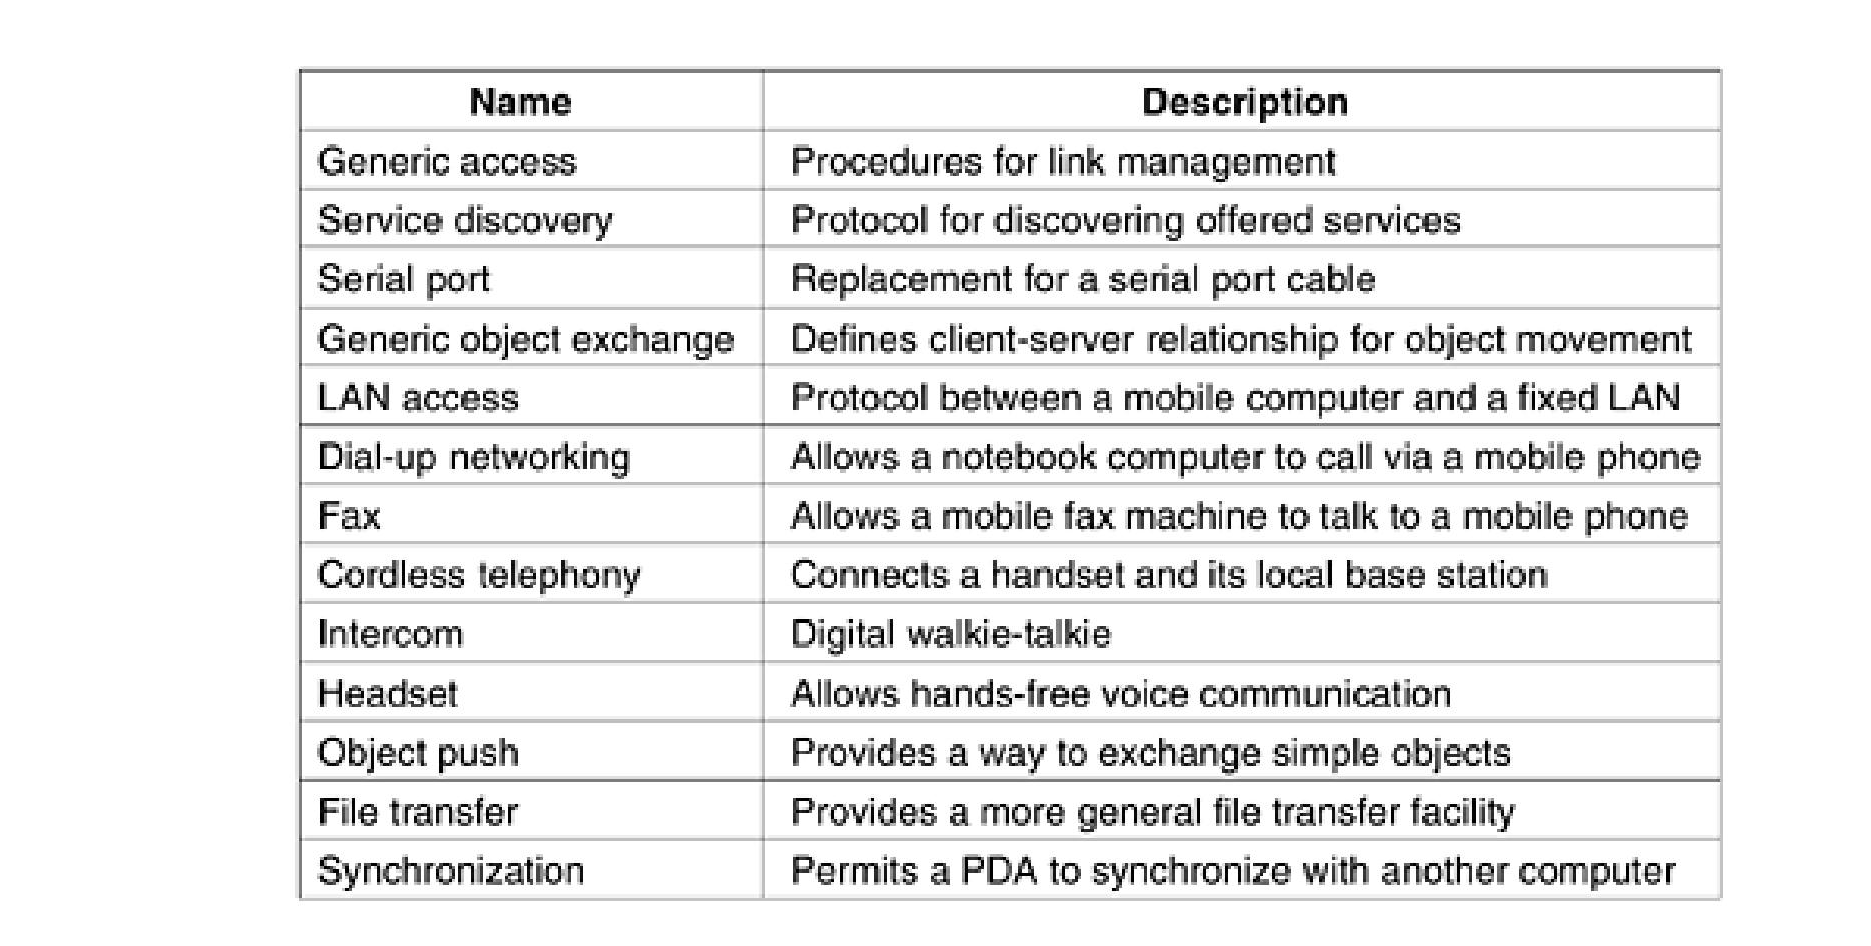 Name Description
Generic access Procedures for link management
Service discovery Protocol for discovering offered services
Serial port Replacement for a serial port cable
Generic object exchange Defines client-server relationship for object movement
LAN access Protocol between a mobile computer and a fixed LAN
Dial-up networking Allows a notebook computer to call via a mobile phone
Fax Allows a mobile fax machine to talk to a mobile phone
Cordless telephony Connects a handset and its local base station
Intercom Digital walkie-talkie
Headset Allows hands-free voice communication
Object push Provides a way to exchange simple objects
File transfer Provides a more general file transfer facility
Synchronization Permits a PDA to synchronize with another computer